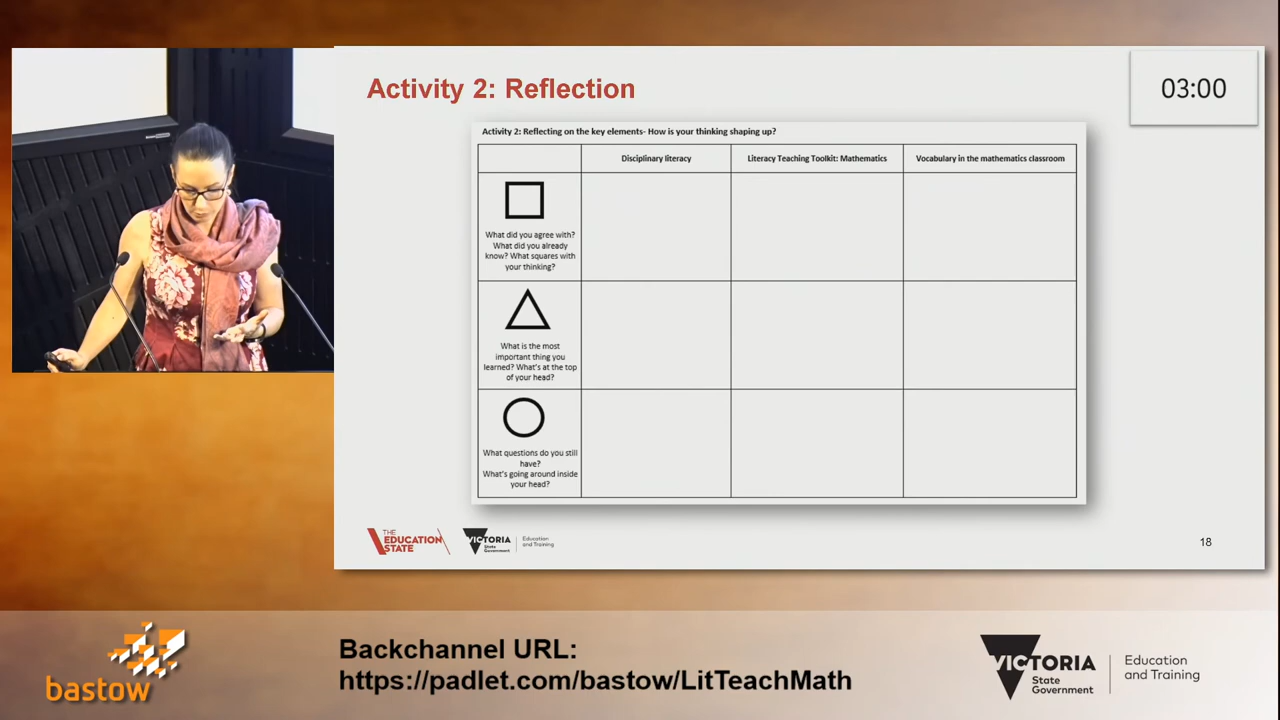 Activity 2: Reflection
03:00
Activity 2: Reflecting on the key elements- How is your thinking shaping up?
Disciplinary literacy
Literacy Teaching Toolkit: Mathematics
Vocabulary in the mathematics classroom
What did you agree with?
What did you already
know? What squares with
your thinking?
What is the most
important thing you
learned? What's at the top
of your head?
What questions do you still
have?
What's going around inside
your head?
THE
EDUCATION
STATE
VICTORIA
State
Government
Education
and Training
18
bastow
Backchannel URL:
https://padlet.com/bastow/LitTeachMath
VICTORIA
State
Government
Education
and Training